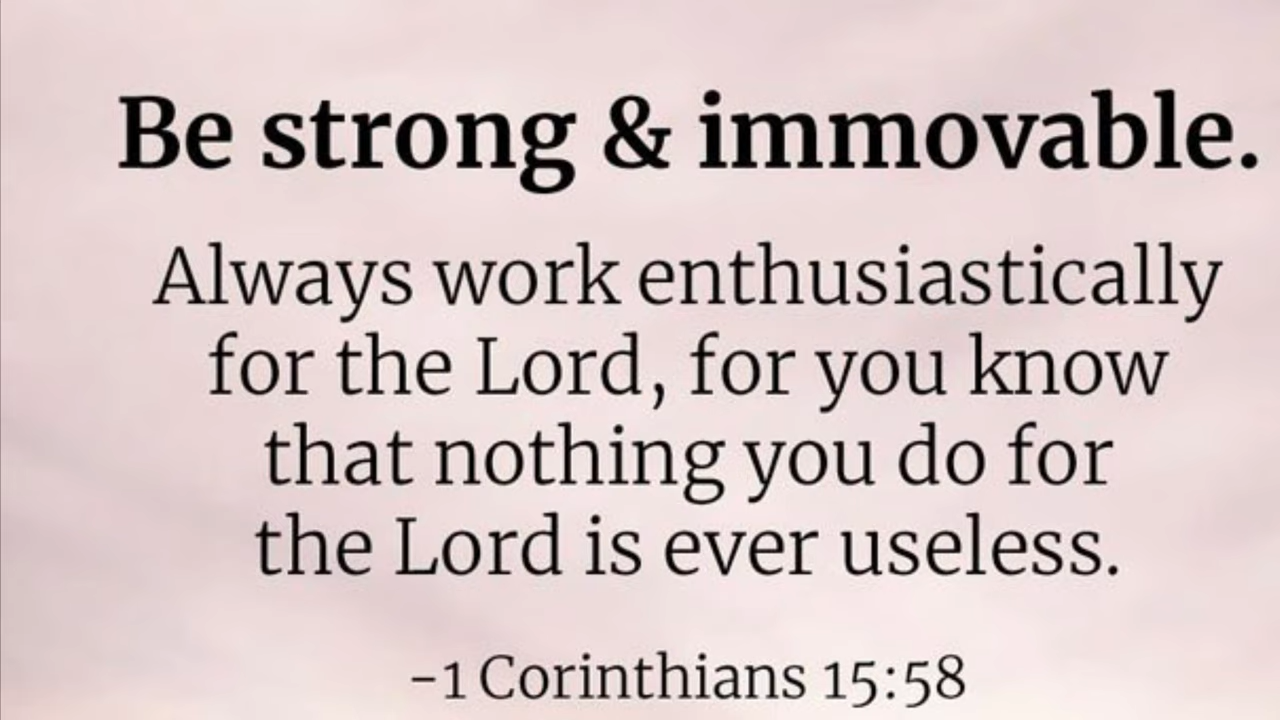 Be strong & immovable.
Always work enthusiastically
for the Lord, for you know
that nothing you do for
the Lord is ever useless.
-1 Corinthians 15:58